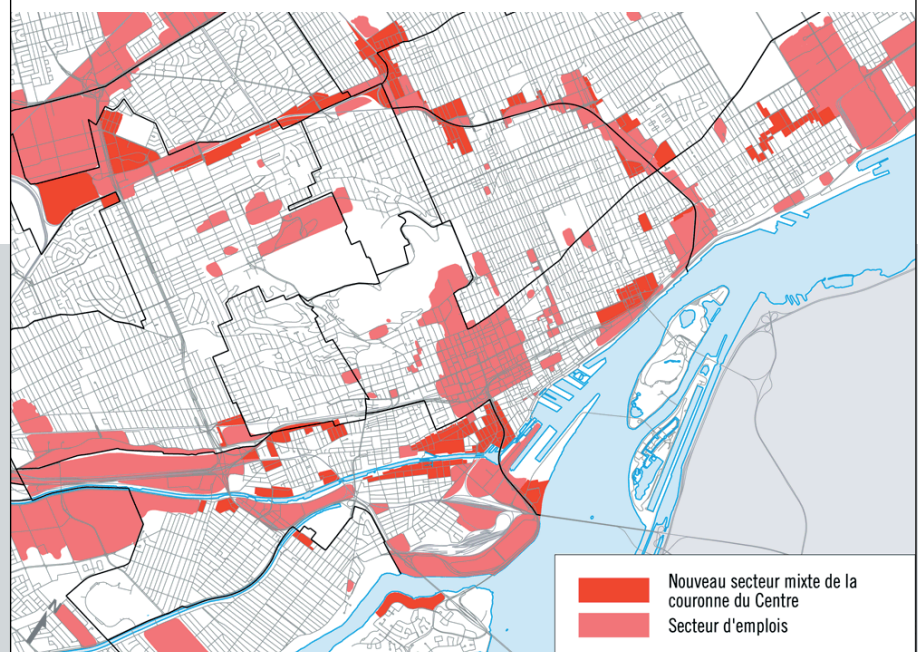 Nouveau secteur mixte de la
couronne du Centre
Secteur d'emplois
N